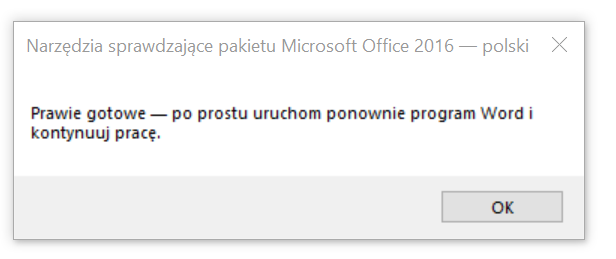 Narzędzia sprawdzające pakietu Microsoft Office 2016 — polski
Prawie gotowe — po prostu uruchom ponownie program Word i
kontynuuj pracę.
OK